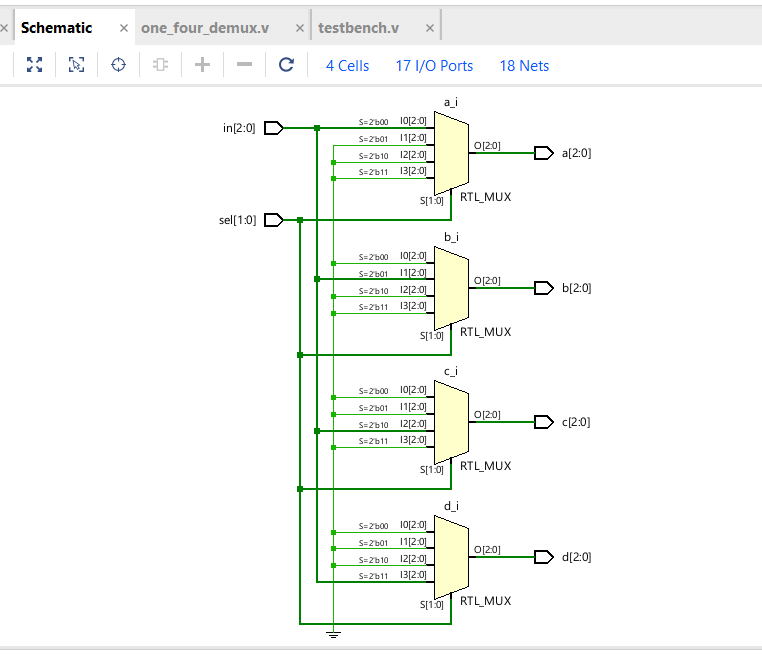 Schematic × one_four_demux.v × testbench.v ×
4 Cells 17 I/O Ports 18 Nets
a_i
in[2:0] S=2'b00 I0[2:0]
S=2'b01 I1[2:0]
O[2:0] a[2:0]
S=2'b10 I2[2:0]
S=2'b11 I3[2:0]
S[1:0] RTL_MUX
sel[1:0]
b_i
S=2'b00 I0[2:0]
S=2'b01 I1[2:0]
O[2:0] b[2:0]
S=2'b10 I2[2:0]
S=2'b11 I3[2:0]
S[1:0] RTL_MUX
c_i
S=2'b00 I0[2:0]
S=2'b01 I1[2:0]
O[2:0] c[2:0]
S=2'b10 I2[2:0]
S=2'b11 I3[2:0]
S[1:0] RTL_MUX
d_i
S=2'b00 I0[2:0]
S=2'b01 I1[2:0]
O[2:0] d[2:0]
S=2'b10 I2[2:0]
S=2'b11 I3[2:0]
S[1:0] RTL_MUX